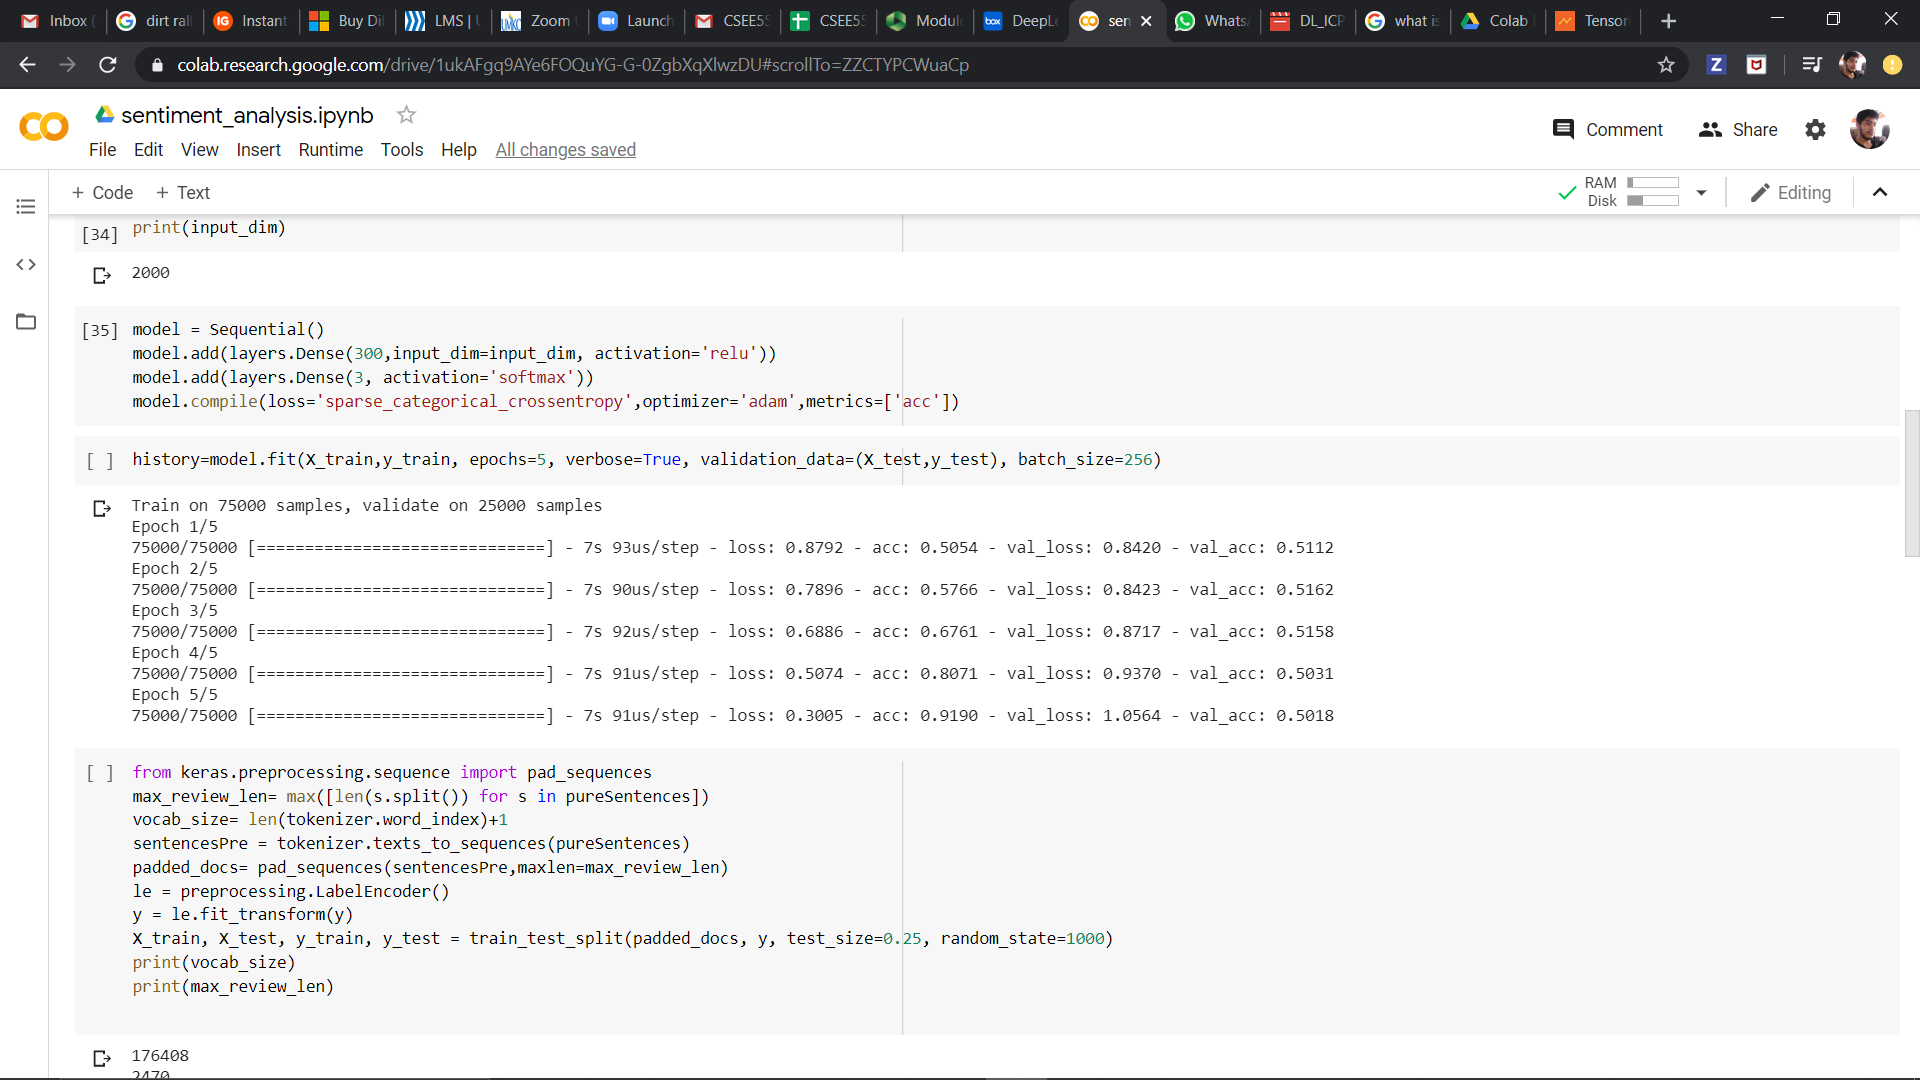 Inbox (
dirt rall
Instant
Buy Dif
LMS | U
Zoom
Launch
CSEE55
CSEE55
Module
DeepLe
sen
Whats
DL_ICP
what is
Colab
Tensor
colab.research.google.com/drive/1ukAFgq9AYe6FOQuYG-G-0ZgbXqXlwzDU#scrollTo=ZZCTYPCWuaCp
sentiment_analysis.ipynb
Comment
Share
File Edit View Insert Runtime Tools Help All changes saved
+ Code + Text
RAM
Disk
Editing
[34] print(input_dim)
2000
[35] model = Sequential()
model.add(layers.Dense(300,input_dim=input_dim, activation='relu'))
model.add(layers.Dense(3, activation='softmax'))
model.compile(loss='sparse_categorical_crossentropy',optimizer='adam',metrics=['acc'])
[ ] history=model.fit(X_train,y_train, epochs=5, verbose=True, validation_data=(X_test,y_test), batch_size=256)
Train on 75000 samples, validate on 25000 samples
Epoch 1/5
75000/75000 [==============================] - 7s 93us/step - loss: 0.8792 - acc: 0.5054 - val_loss: 0.8420 - val_acc: 0.5112
Epoch 2/5
75000/75000 [==============================] - 7s 90us/step - loss: 0.7896 - acc: 0.5766 - val_loss: 0.8423 - val_acc: 0.5162
Epoch 3/5
75000/75000 [==============================] - 7s 92us/step - loss: 0.6886 - acc: 0.6761 - val_loss: 0.8717 - val_acc: 0.5158
Epoch 4/5
75000/75000 [==============================] - 7s 91us/step - loss: 0.5074 - acc: 0.8071 - val_loss: 0.9370 - val_acc: 0.5031
Epoch 5/5
75000/75000 [==============================] - 7s 91us/step - loss: 0.3005 - acc: 0.9190 - val_loss: 1.0564 - val_acc: 0.5018
[ ] from keras.preprocessing.sequence import pad_sequences
max_review_len= max([len(s.split()) for s in pureSentences])
vocab_size= len(tokenizer.word_index)+1
sentencesPre = tokenizer.texts_to_sequences(pureSentences)
padded_docs= pad_sequences(sentencesPre,maxlen=max_review_len)
le = preprocessing.LabelEncoder()
y = le.fit_transform(y)
X_train, X_test, y_train, y_test = train_test_split(padded_docs, y, test_size=0.25, random_state=1000)
print(vocab_size)
print(max_review_len)
176408
2470